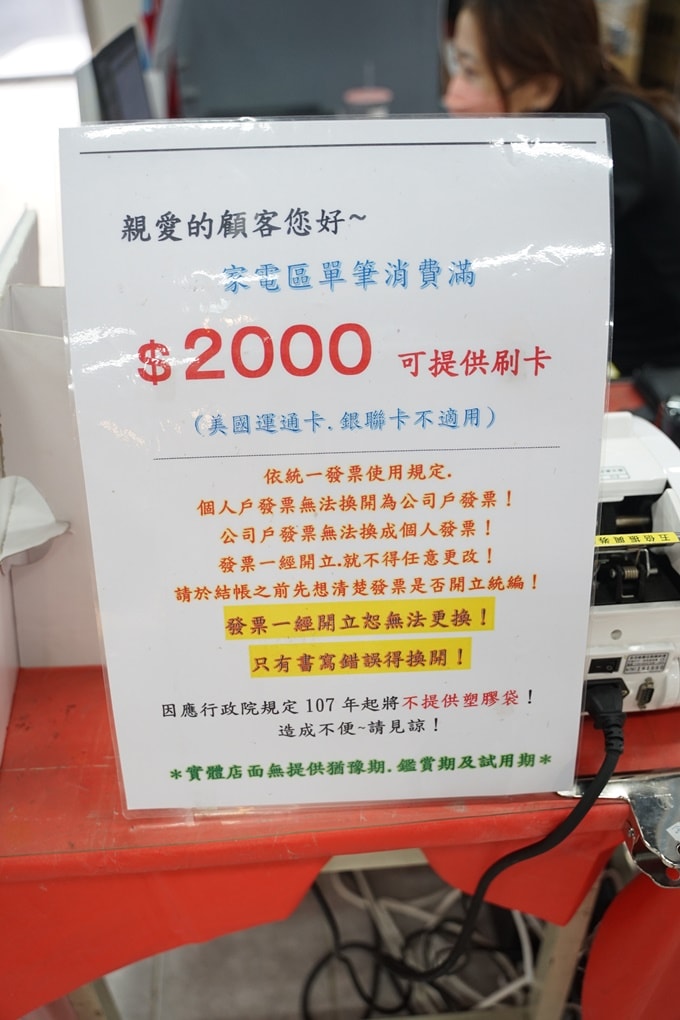 親愛的顧客您好~
家電區單筆消費滿
$2000 可提供刷卡
(美國運通卡.銀聯卡不適用)
依統一發票使用規定.
個人戶發票無法換開為公司戶發票！
公司戶發票無法換成個人發票！
發票一經開立.就不得任意更改！
請於結帳之前先想清楚發票是否開立統編！
發票一經開立恕無法更換！
只有書寫錯誤得換開！
因應行政院規定 107 年起將不提供塑膠袋！
造成不便~請見諒！
*實體店面無提供猶豫期.鑑賞期及試用期*